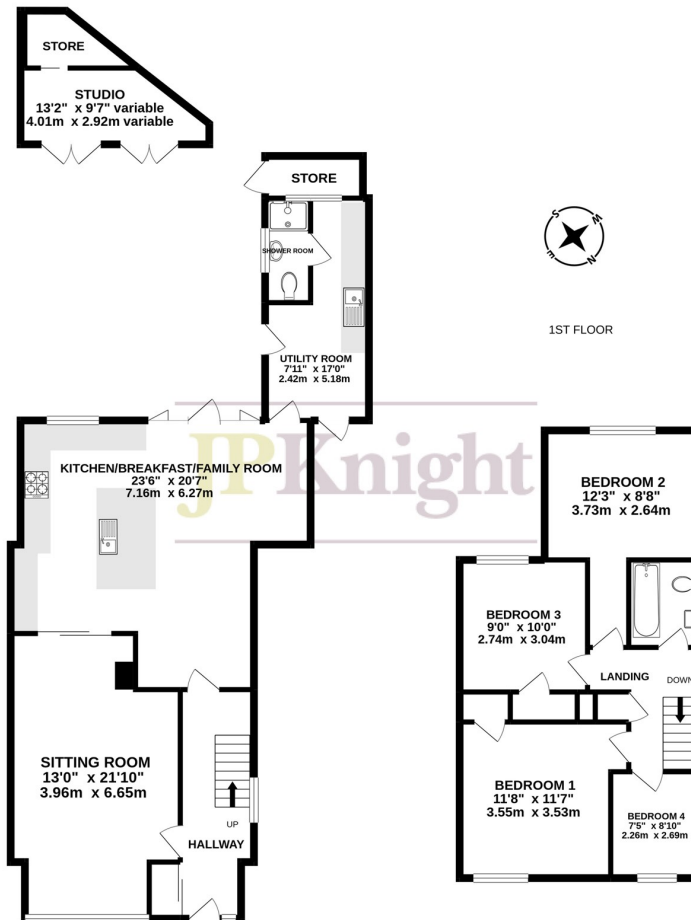 STORE
STUDIO
13'2" x 9'7" variable
4.01m x 2.92m variable
STORE
SHOWER ROOM
UTILITY ROOM
7'11" x 17'0"
2.42m x 5.18m
S
W
E
N
1ST FLOOR
JPKnight
KITCHEN/BREAKFAST/FAMILY ROOM
23'6" x 20'7"
7.16m x 6.27m
BEDROOM 2
12'3" x 8'8"
3.73m x 2.64m
BEDROOM 3
9'0" x 10'0"
2.74m x 3.04m
LANDING
DOWN
SITTING ROOM
13'0" x 21'10"
3.96m x 6.65m
UP
HALLWAY
BEDROOM 1
11'8" x 11'7"
3.55m x 3.53m
BEDROOM 4
7'5" x 8'10"
2.26m x 2.69m